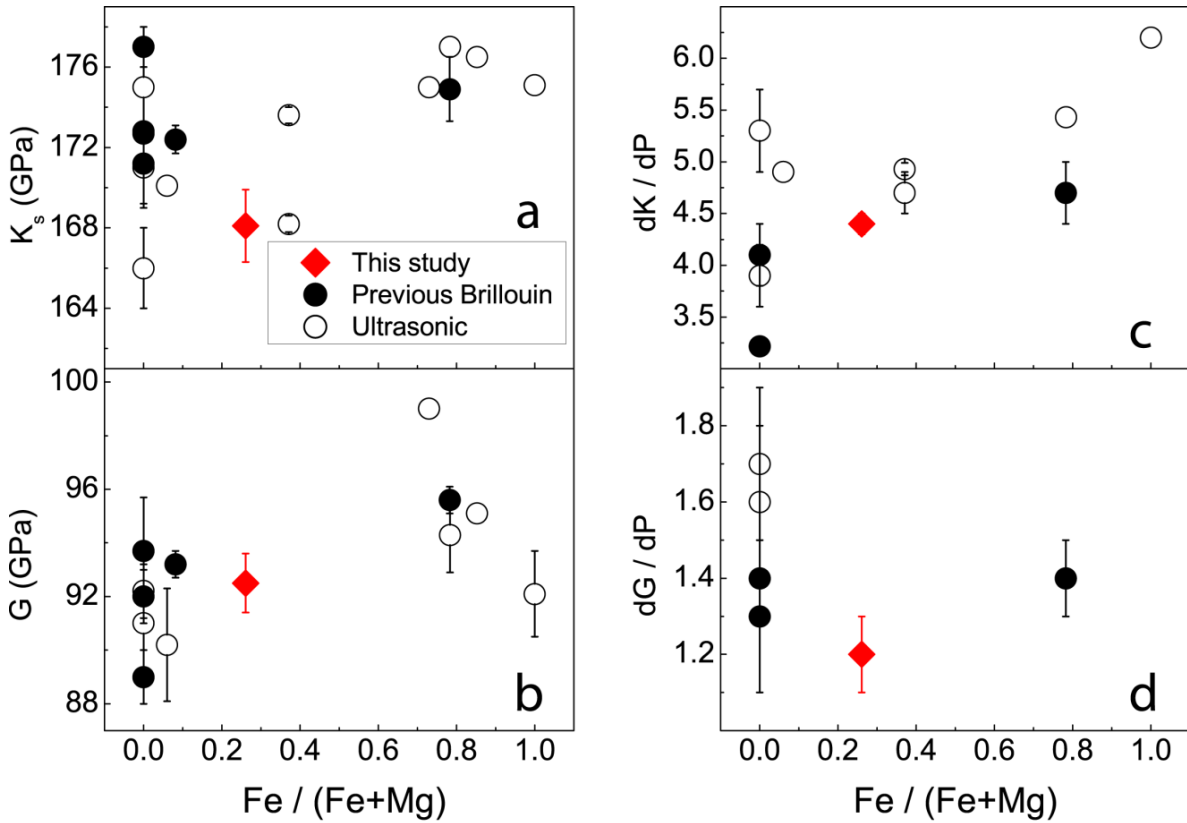 176
172
168
164
K_s (GPa)
a
This study
Previous Brillouin
Ultrasonic
100
96
92
88
G (GPa)
b
0.0 0.2 0.4 0.6 0.8 1.0
Fe / (Fe+Mg)
6.0
5.5
5.0
4.5
4.0
3.5
dK / dP
c
1.8
1.6
1.4
1.2
dG / dP
d
0.0 0.2 0.4 0.6 0.8 1.0
Fe / (Fe+Mg)